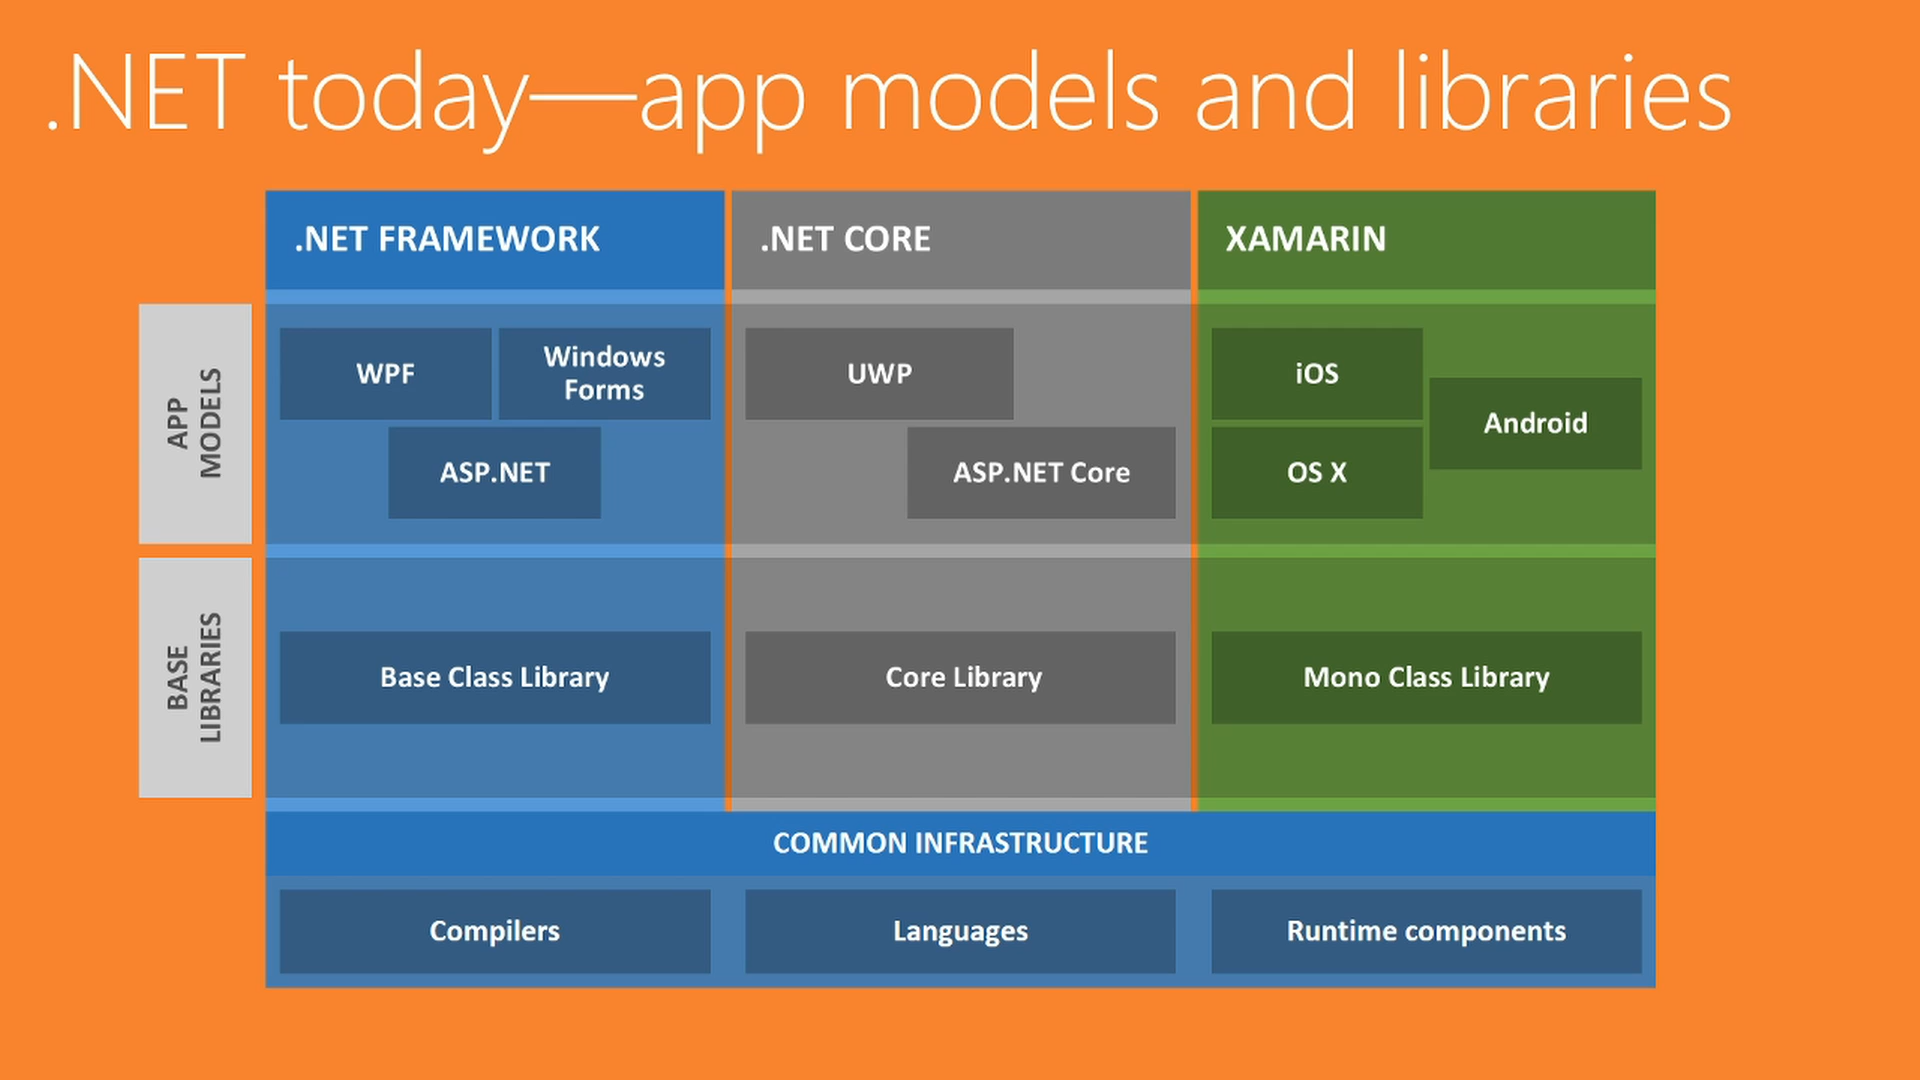 .NET today—app models and libraries
.NET FRAMEWORK
.NET CORE
XAMARIN
APP
MODELS
WPF
Windows
Forms
ASP.NET
UWP
ASP.NET Core
iOS
Android
OS X
BASE
LIBRARIES
Base Class Library
Core Library
Mono Class Library
COMMON INFRASTRUCTURE
Compilers
Languages
Runtime components